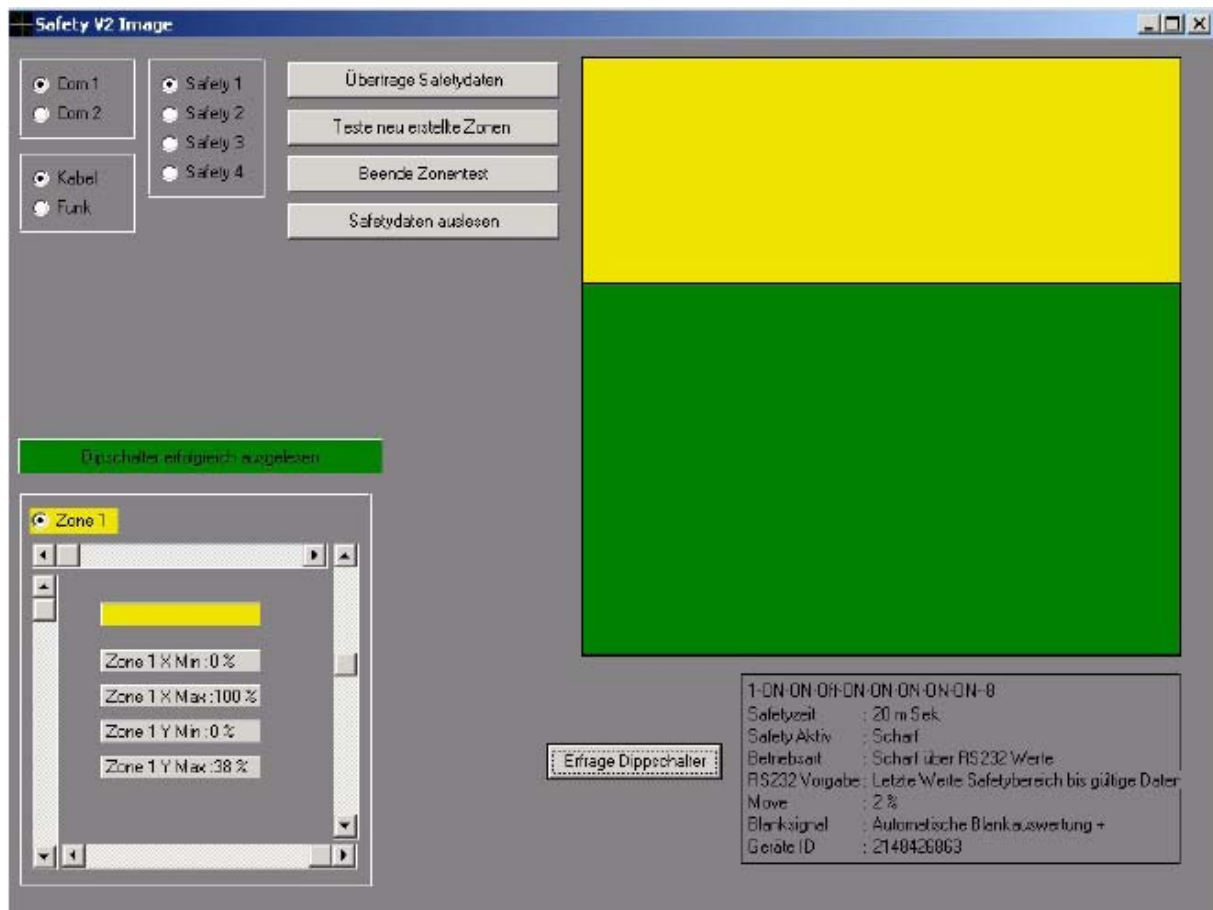 Safety V2 Image
Com 1
Com 2
Kabel
Funk
Safety 1
Safety 2
Safety 3
Safety 4
Übertrage Safetydaten
Teste neu erstellte Zonen
Beende Zonentest
Safetydaten auslesen
Dipschalter erfolgreich ausgelesen
Zone 1
Zone 1 X Min :0 %
Zone 1 X Max :100 %
Zone 1 Y Min :0 %
Zone 1 Y Max :38 %
Erfrage Dippschalter
1-ON-ON-Off-ON-ON-ON-ON-ON--8
Safetyzeit : 20 m Sek
Safety Aktiv : Scharf
Betriebsart : Scharf über RS232 Werte
RS232 Vorgabe : Letzte Werte Safetybereich bis gültige Daten
Move : 2 %
Blanksignal : Automatische Blankauswertung +
Geräte ID : 2148426863